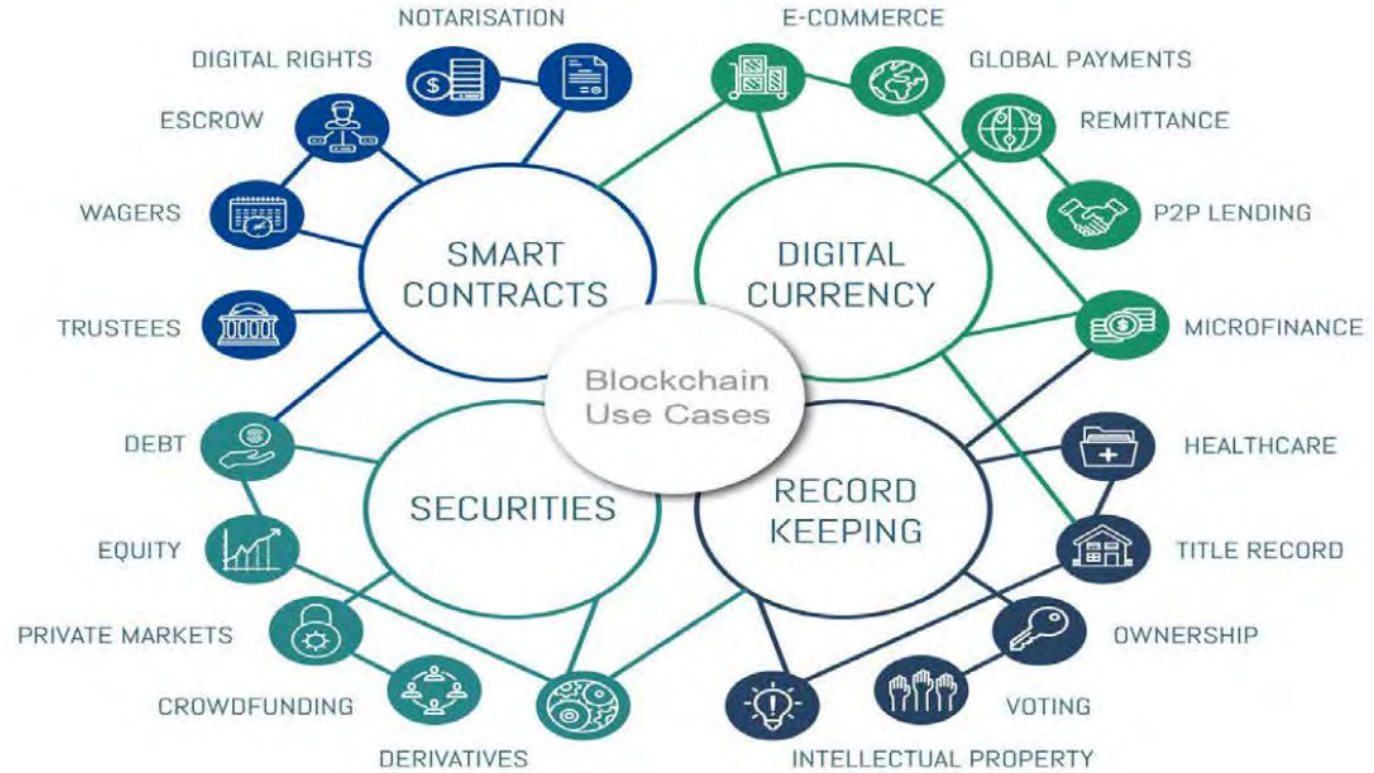 NOTARISATION
E-COMMERCE
DIGITAL RIGHTS
GLOBAL PAYMENTS
ESCROW
REMITTANCE
WAGERS
P2P LENDING
SMART
CONTRACTS
DIGITAL
CURRENCY
TRUSTEES
MICROFINANCE
Blockchain
Use Cases
DEBT
HEALTHCARE
SECURITIES
RECORD
KEEPING
EQUITY
TITLE RECORD
PRIVATE MARKETS
OWNERSHIP
CROWDFUNDING
VOTING
DERIVATIVES
INTELLECTUAL PROPERTY